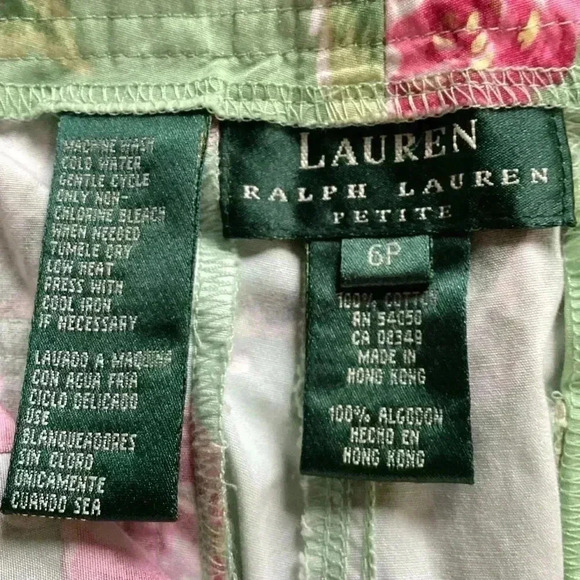 MACHINE WASH
COLD WATER
GENTLE CYCLE
ONLY NON-
CHLORINE BLEACH
WHEN NEEDED
TUMBLE DRY
LOW HEAT
PRESS WITH
COOL IRON
IF NECESSARY
LAVADO A MAQUINA
CON AGUA FRIA
CICLO DELICADO
USE
BLANQUEADORES
SIN CLORO
UNICAMENTE
CUANDO SEA
LAUREN
RALPH LAUREN
PETITE
6P
100% COTTON
RN 54050
CA 02349
MADE IN
HONG KONG
100% ALGODON
HECHO EN
HONG KONG